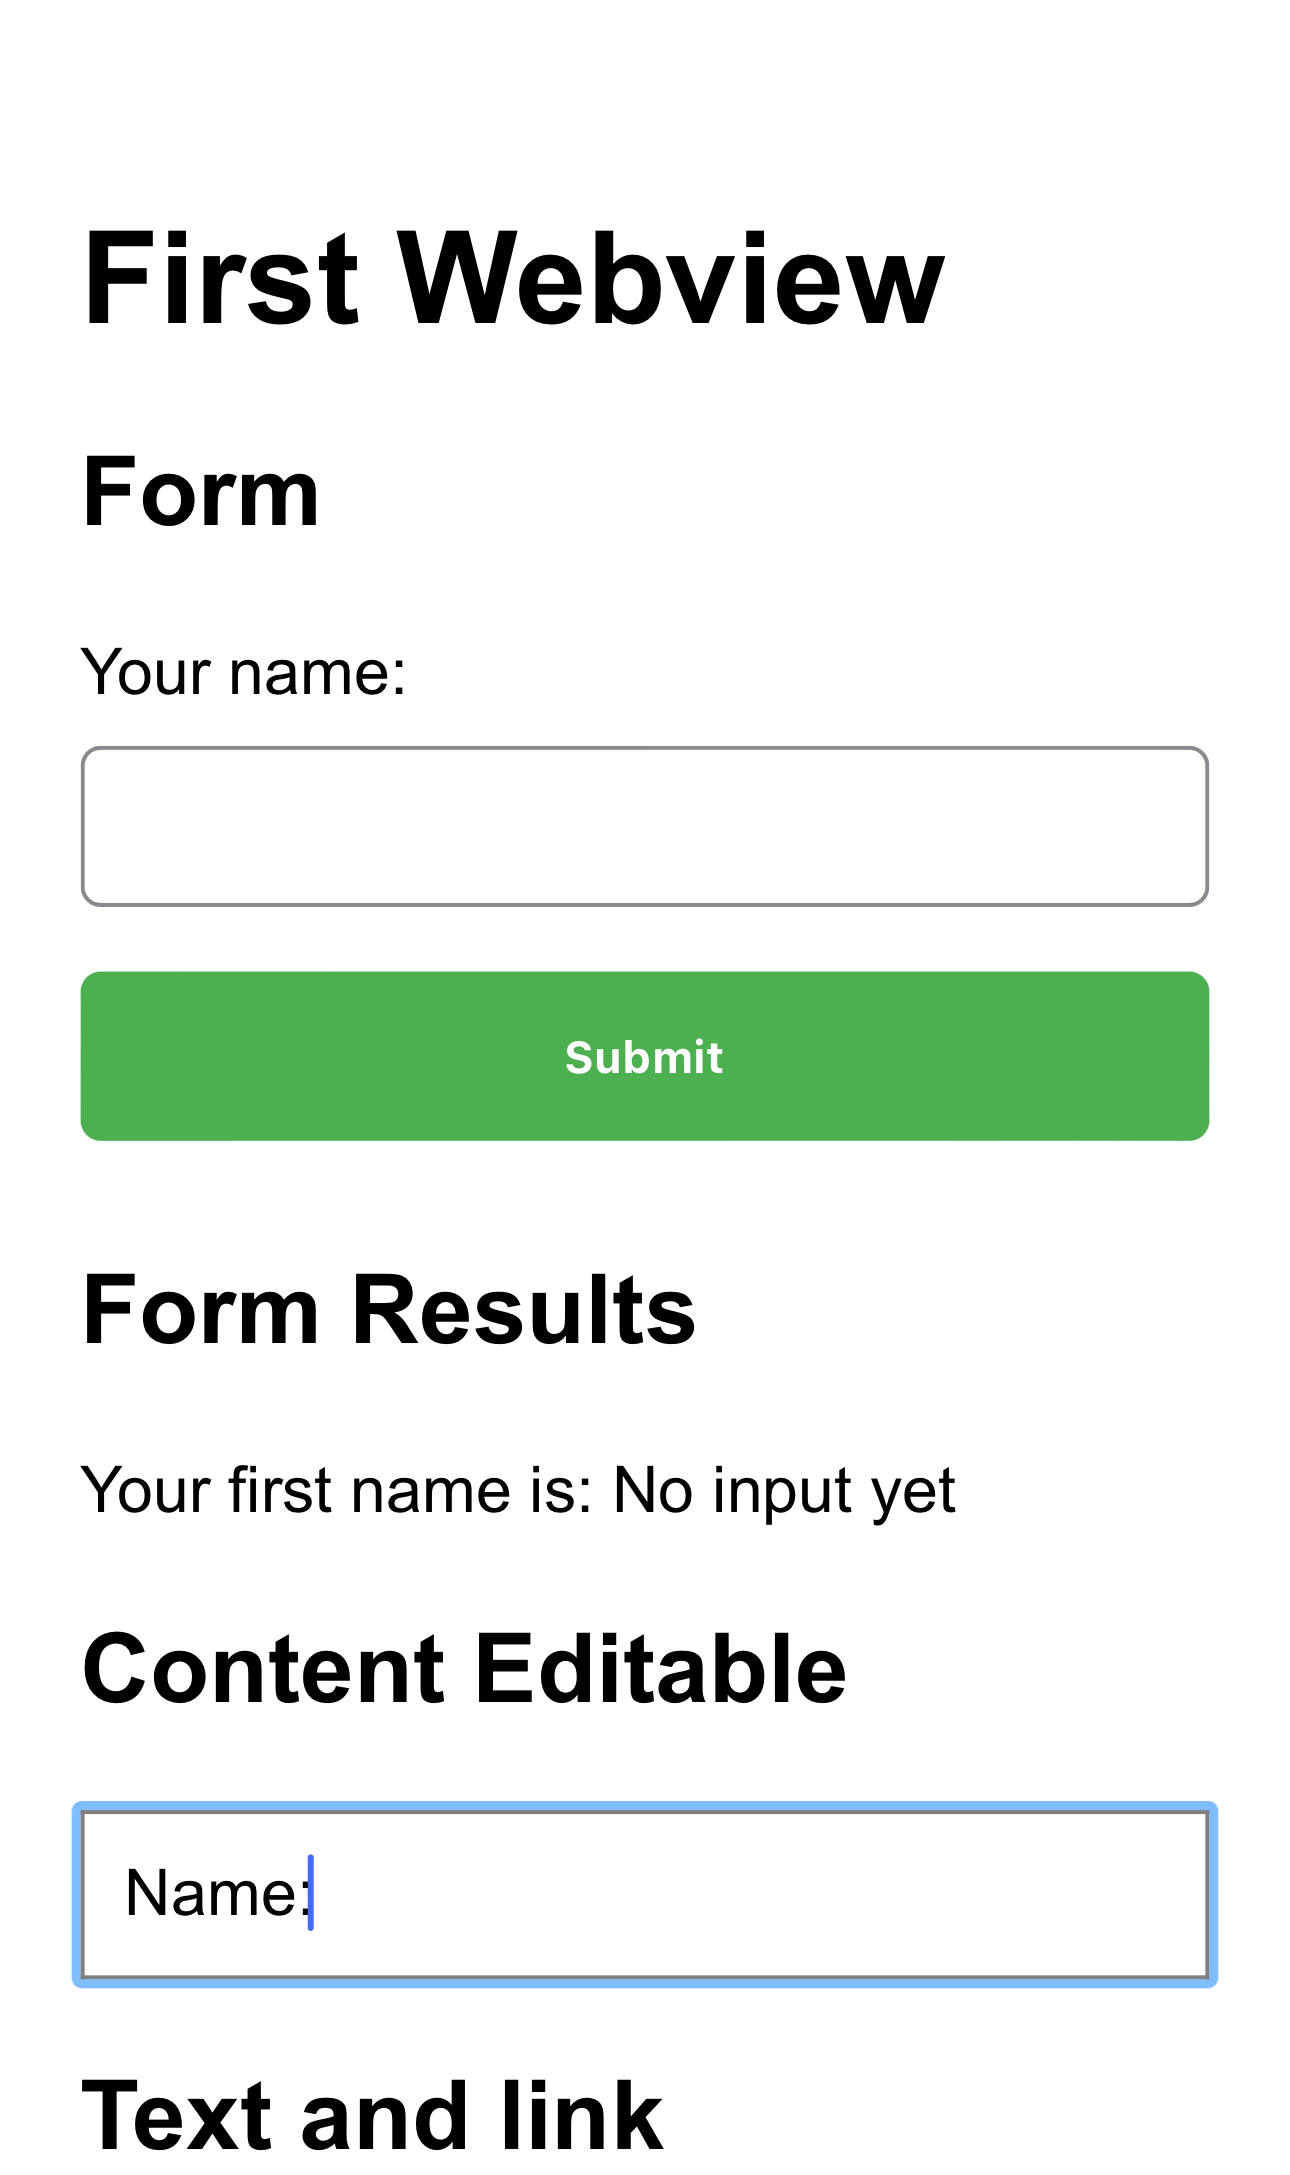 First Webview
Form
Your name:
Submit
Form Results
Your first name is: No input yet
Content Editable
Name:
Text and link